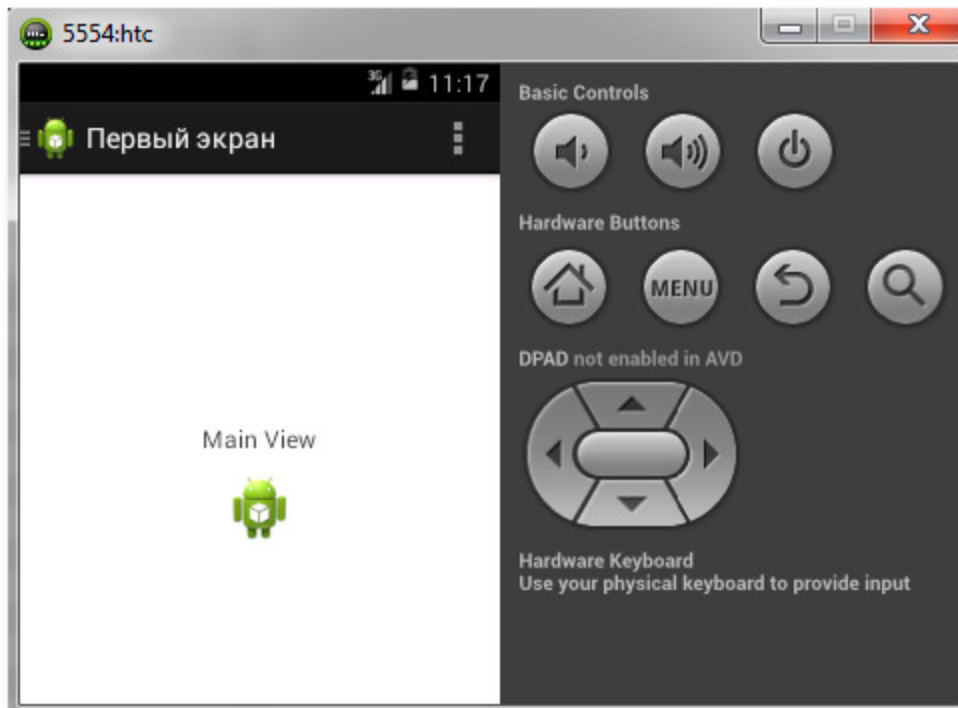 5554:htc
3G 11:17
Первый экран
Main View
Basic Controls
Hardware Buttons
MENU
DPAD not enabled in AVD
Hardware Keyboard
Use your physical keyboard to provide input